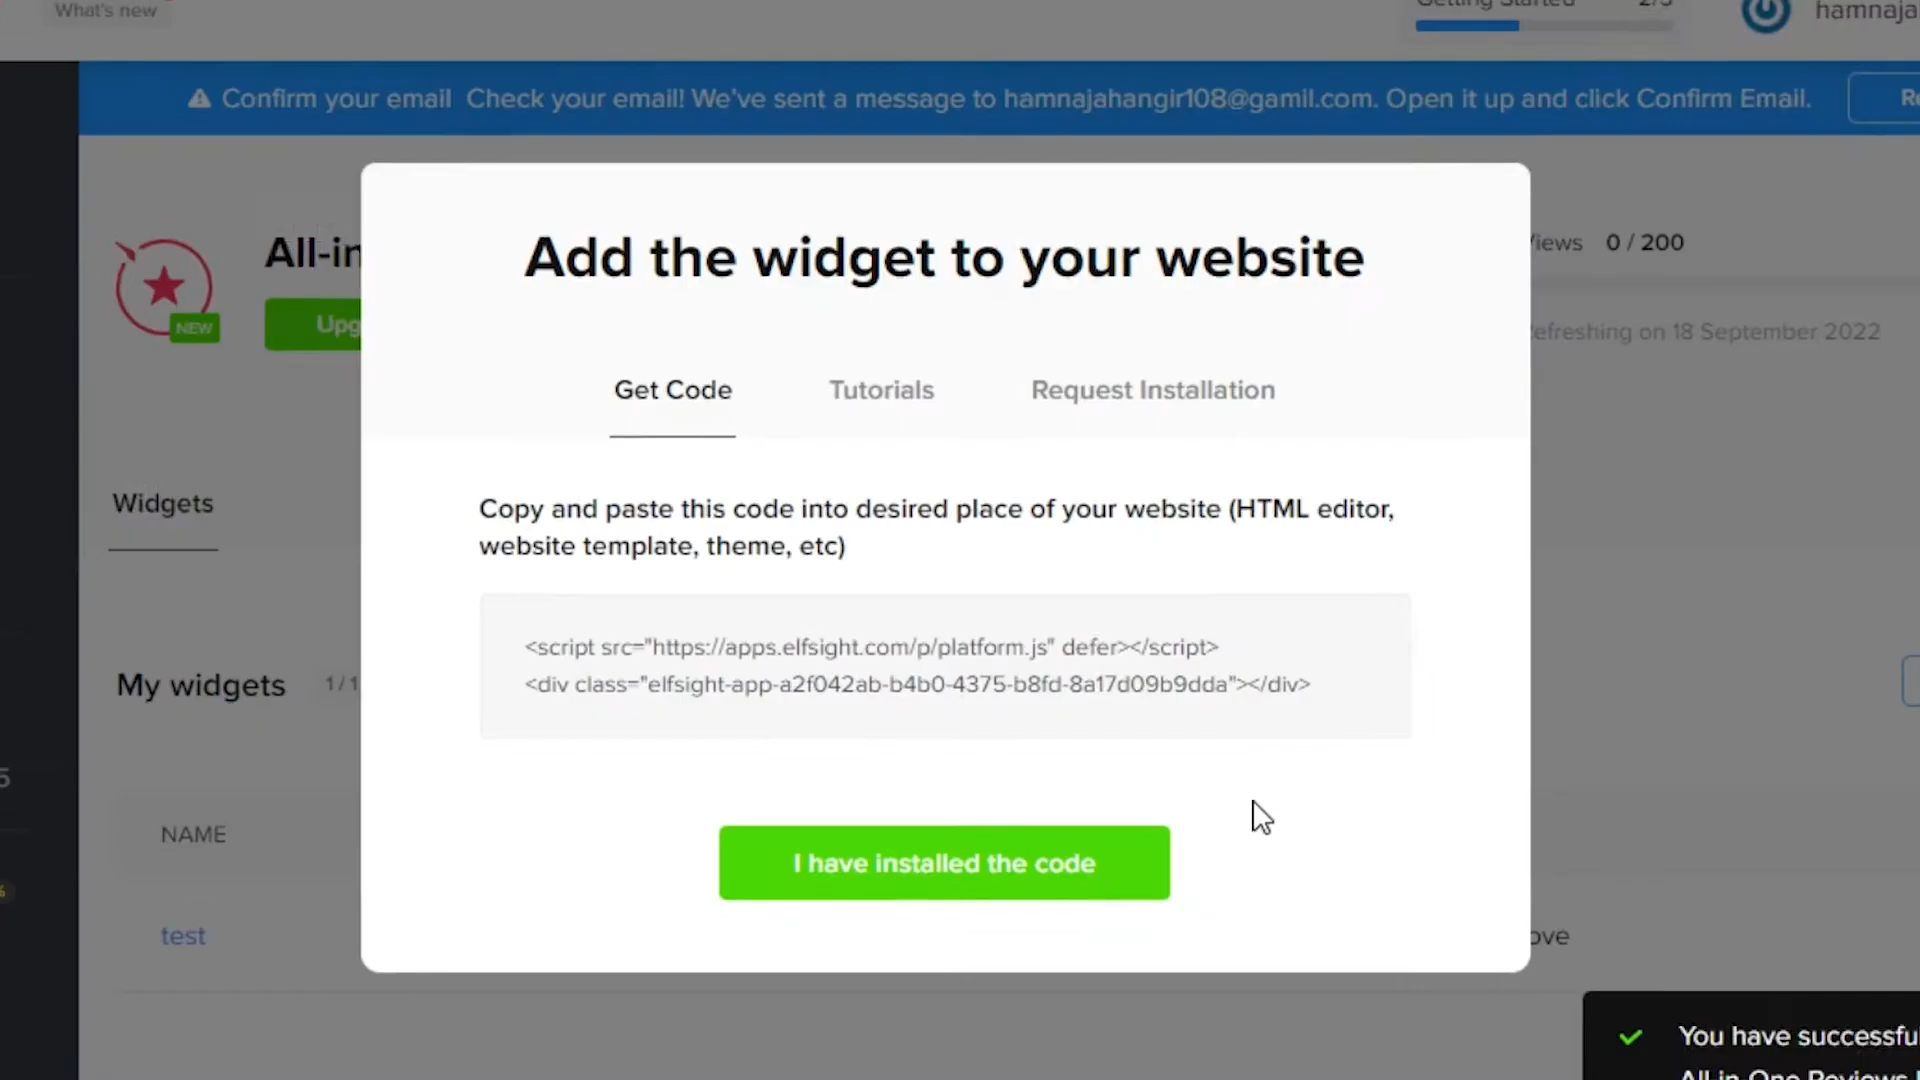 What's new
Getting Started 2/5
hamnaja
Confirm your email Check your email! We've sent a message to hamnajahangir108@gamil.com. Open it up and click Confirm Email.
Re
All-in
NEW
Upg
Views 0 / 200
efreshing on 18 September 2022
Add the widget to your website
Get Code Tutorials Request Installation
Copy and paste this code into desired place of your website (HTML editor,
website template, theme, etc)
<script src="https://apps.elfsight.com/p/platform.js" defer></script>
<div class="elfsight-app-a2f042ab-b4b0-4375-b8fd-8a17d09b9dda"></div>
I have installed the code
Widgets
My widgets 1 / 1
5
NAME
%
test
ove
You have successful
All-in-One Reviews